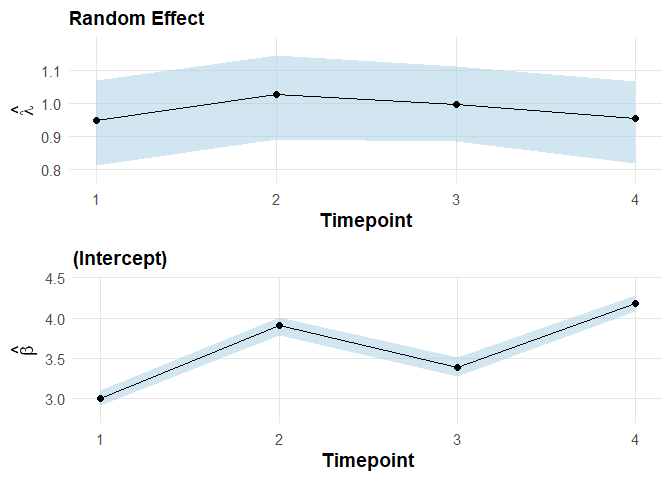 Random Effect
1.1
1.0
0.9
0.8
λ̂
1 2 3 4
Timepoint
(Intercept)
4.5
4.0
3.5
3.0
β̂
1 2 3 4
Timepoint